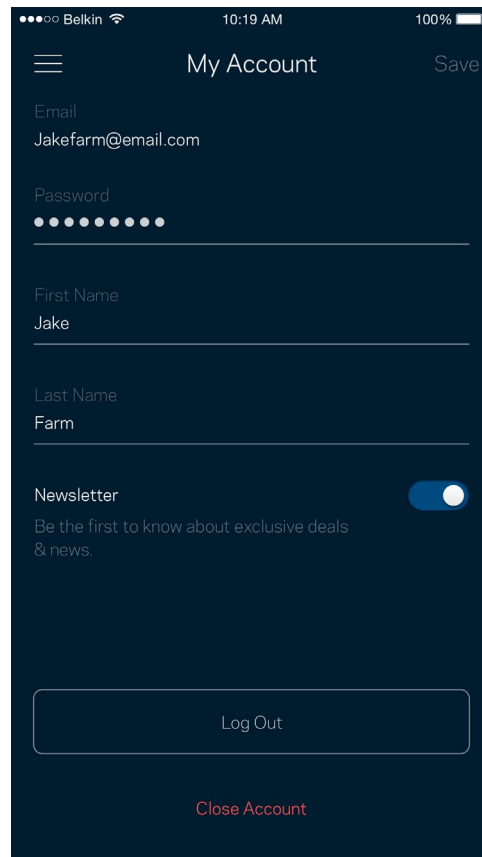 Belkin 10:19 AM 100%
My Account Save
Email
Jakefarm@email.com
Password
●●●●●●●●●
First Name
Jake
Last Name
Farm
Newsletter
Be the first to know about exclusive deals
& news.
Log Out
Close Account